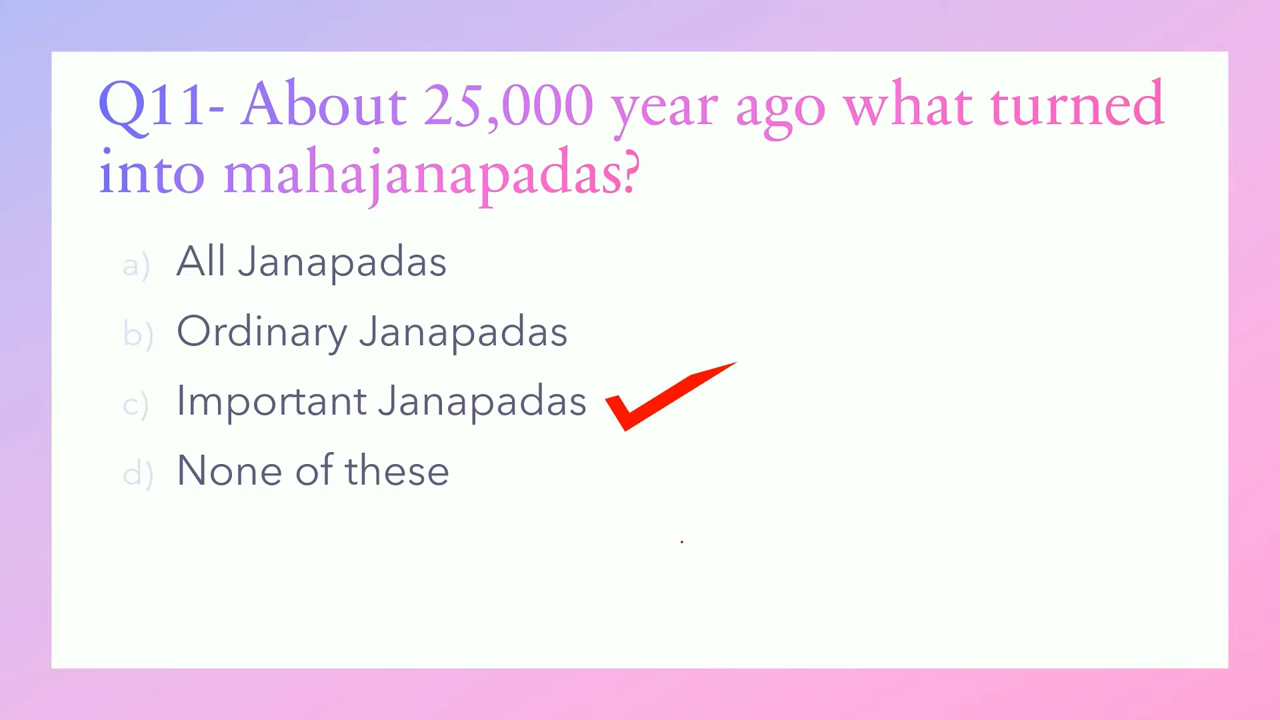 Q11- About 25,000 year ago what turned
into mahajanapadas?
a) All Janapadas
b) Ordinary Janapadas
c) Important Janapadas
d) None of these